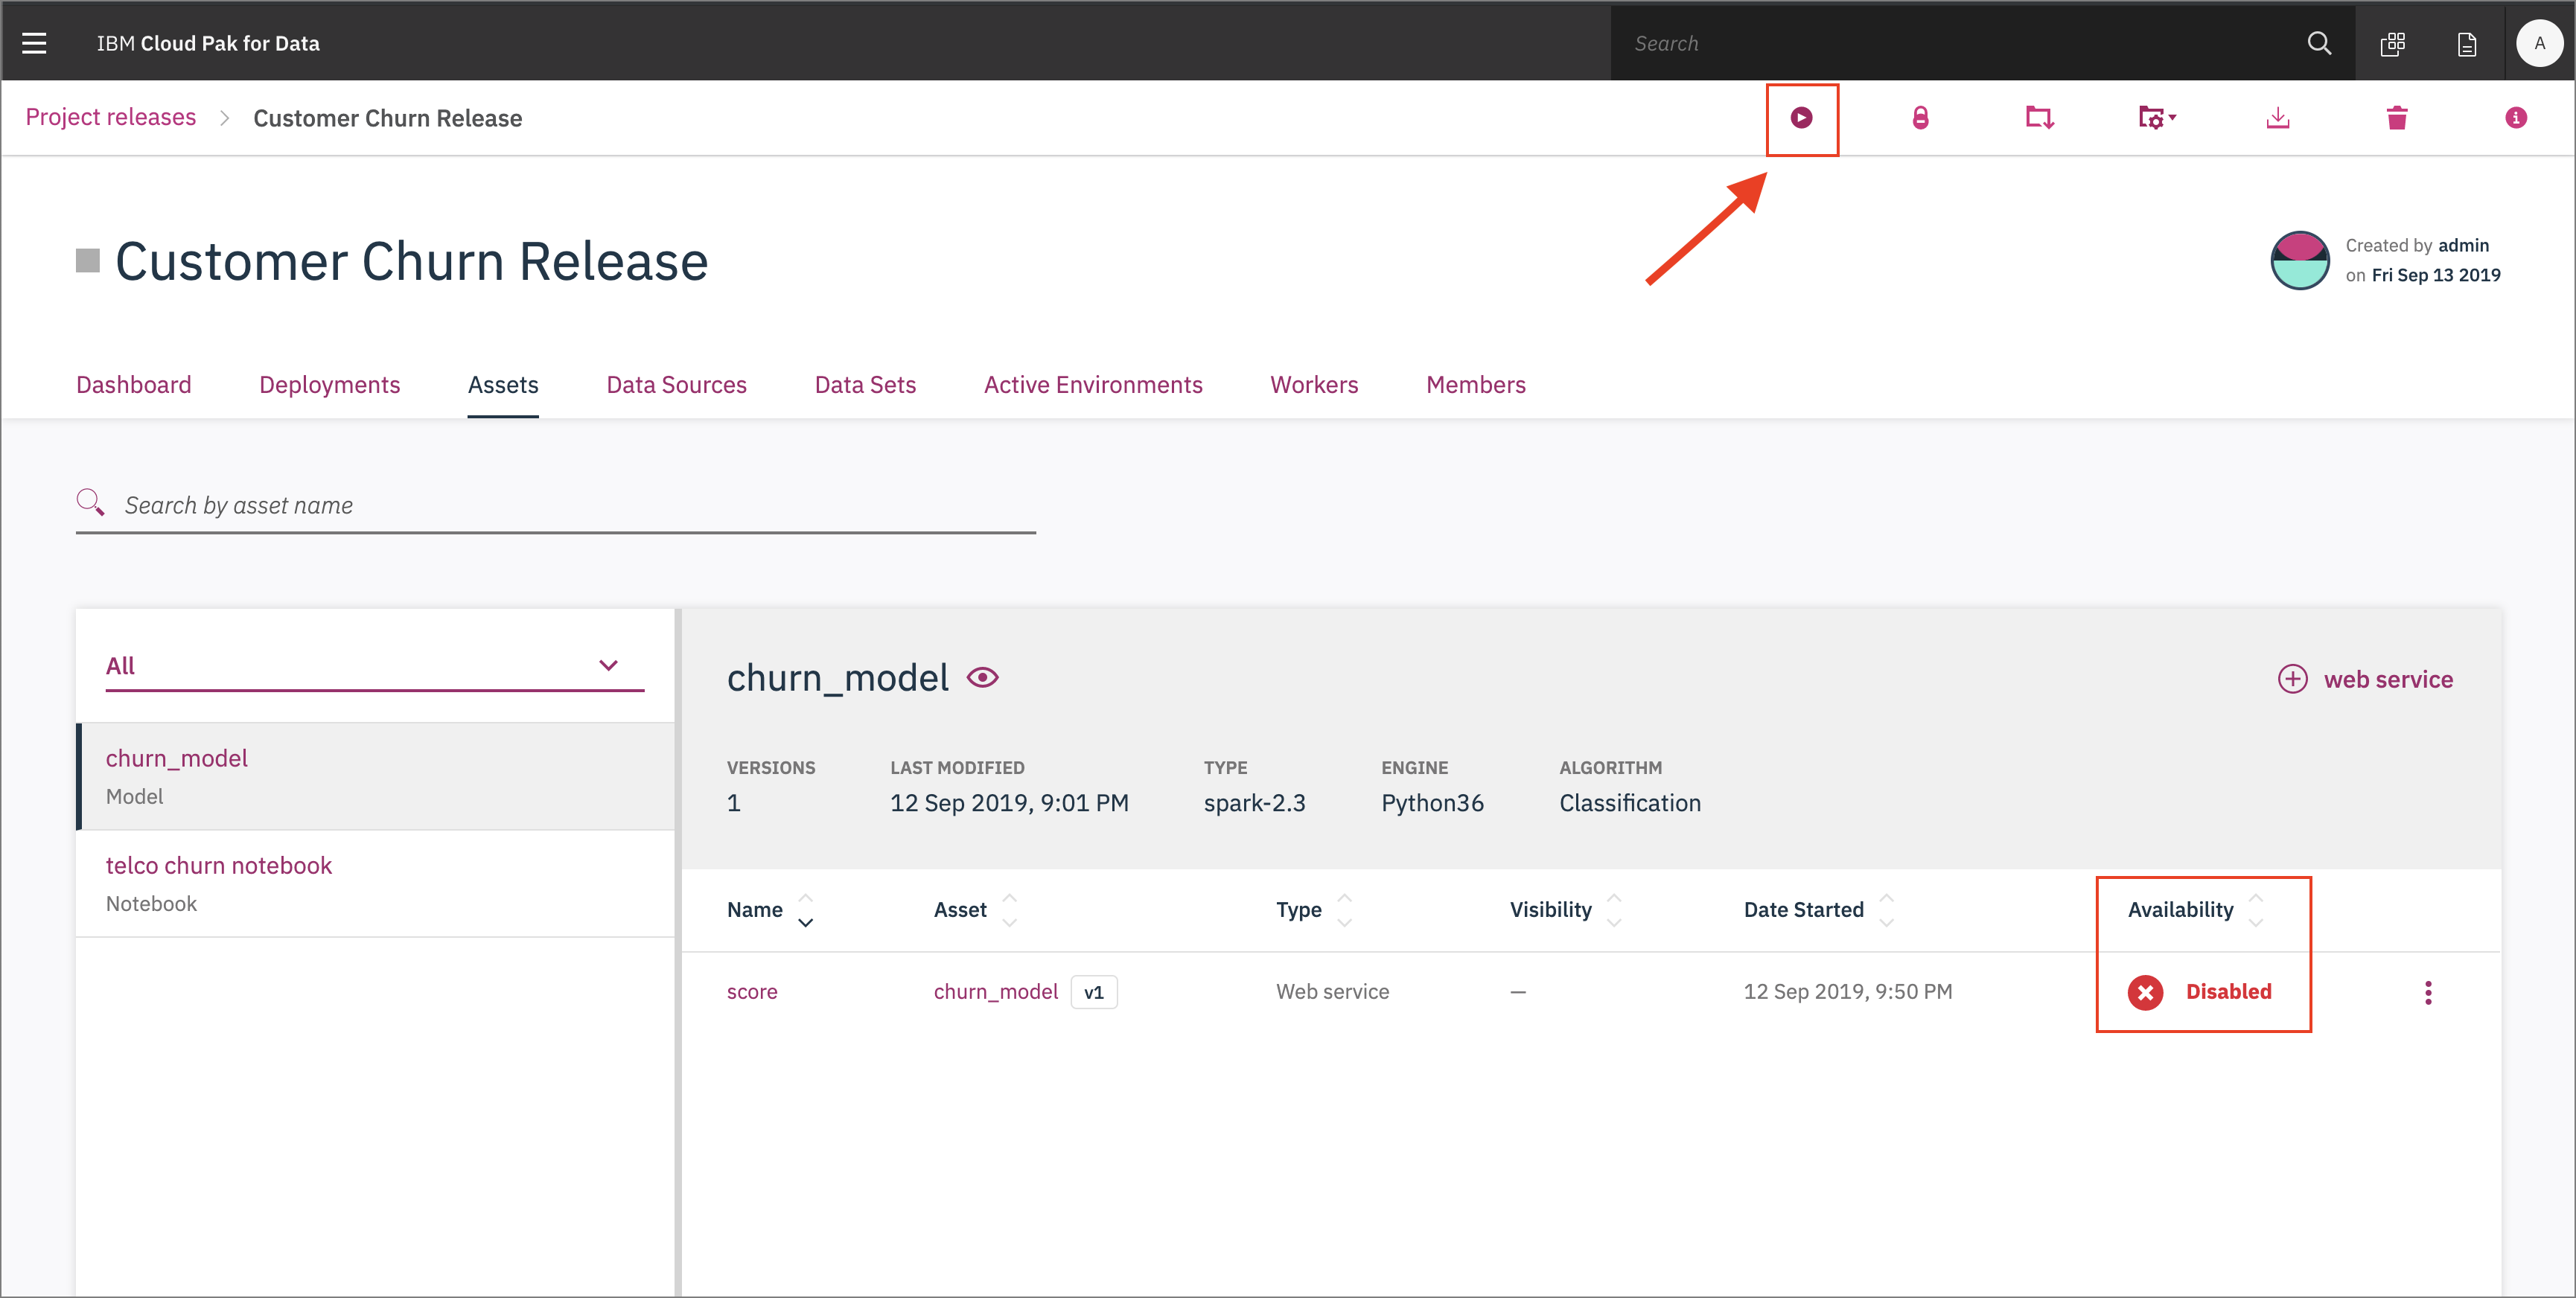 IBM Cloud Pak for Data
Search
A
Project releases > Customer Churn Release
Customer Churn Release
Created by admin
on Fri Sep 13 2019
Dashboard Deployments Assets Data Sources Data Sets Active Environments Workers Members
Search by asset name
All
churn_model
Model
telco churn notebook
Notebook
churn_model
web service
VERSIONS LAST MODIFIED TYPE ENGINE ALGORITHM
1 12 Sep 2019, 9:01 PM spark-2.3 Python36 Classification
Name Asset Type Visibility Date Started Availability
score churn_model v1 Web service — 12 Sep 2019, 9:50 PM Disabled